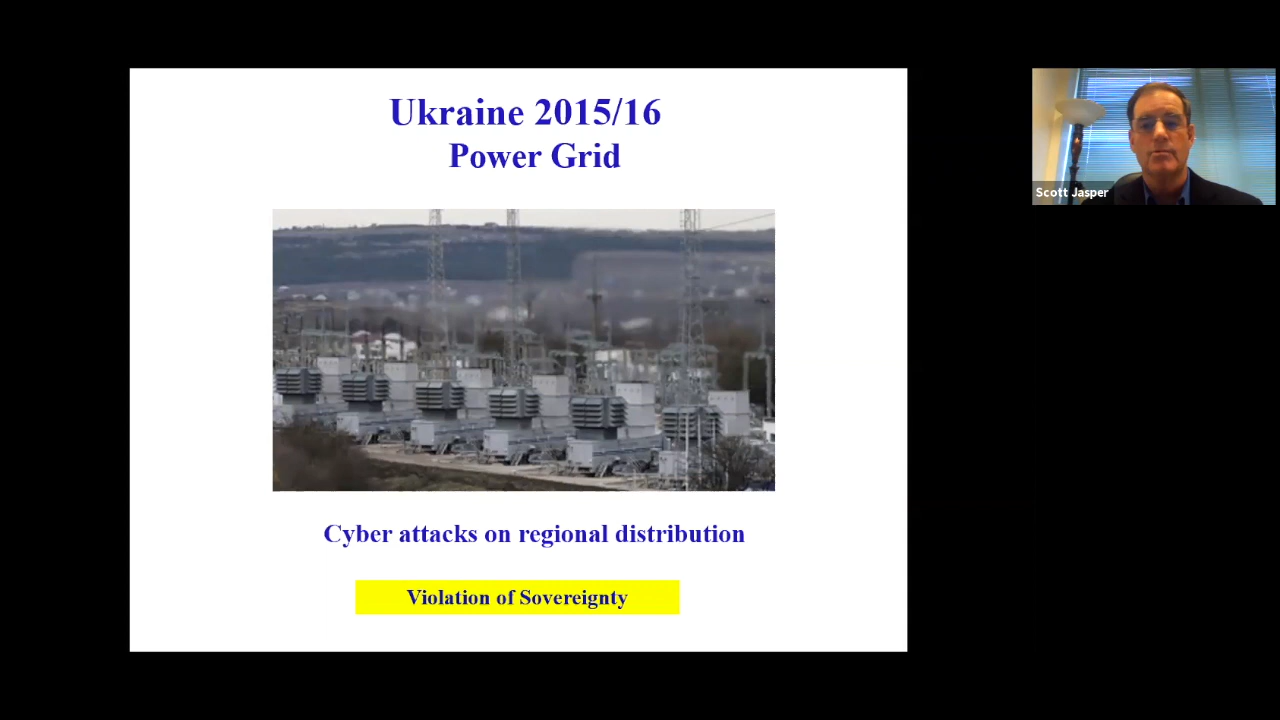 Ukraine 2015/16
Power Grid
Scott Jasper
Cyber attacks on regional distribution
Violation of Sovereignty